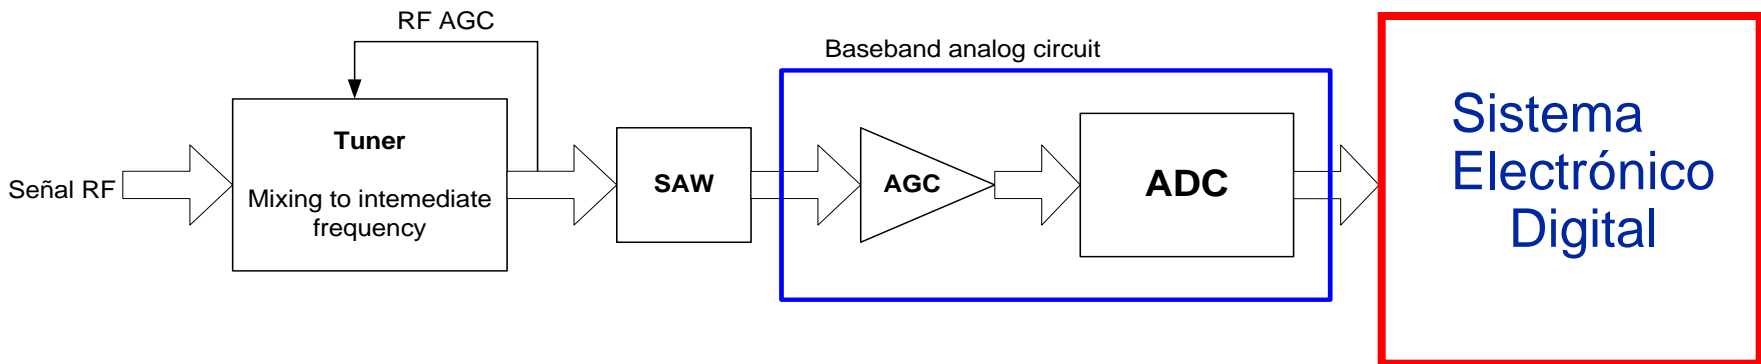 RF AGC
Baseband analog circuit
Señal RF
Tuner
Mixing to intemediate
frequency
SAW
AGC
ADC
Sistema
Electrónico
Digital